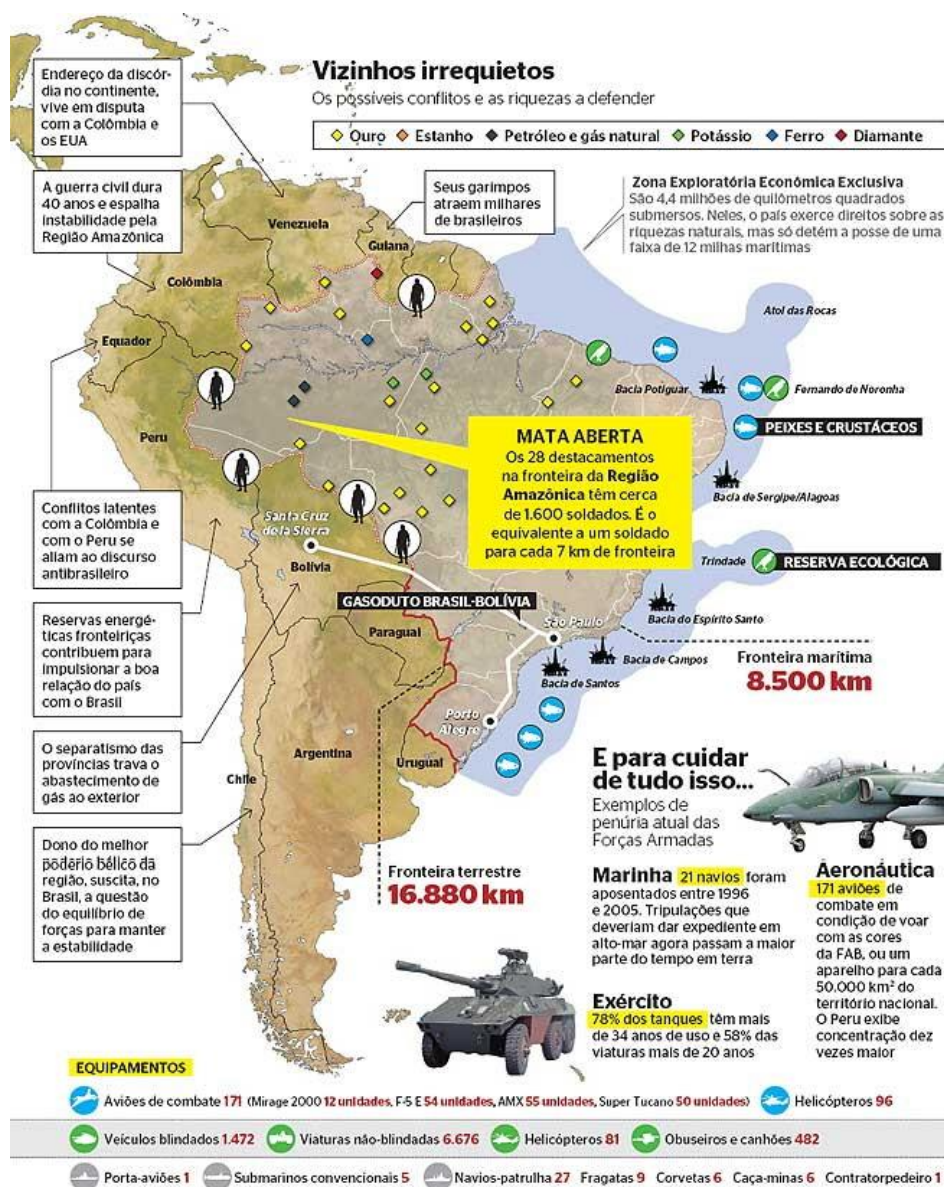 Vizinhos irrequietos
Os possíveis conflitos e as riquezas a defender
Ouro Estanho Petróleo e gás natural Potássio Ferro Diamante
Endereço da discór-
dia no continente,
vive em disputa
com a Colômbia e
os EUA
A guerra civil dura
40 anos e espalha
instabilidade pela
Região Amazônica
Seus garimpos
atraem milhares
de brasileiros
Zona Exploratória Econômica Exclusiva
São 4,4 milhões de quilômetros quadrados
submersos. Neles, o país exerce direitos sobre as
riquezas naturais, mas só detém a posse de uma
faixa de 12 milhas marítimas
Venezuela
Guiana
Colômbia
Equador
Peru
Atol das Rocas
Bacia Potiguar
Fernando de Noronha
PEIXES E CRUSTÁCEOS
MATA ABERTA
Os 28 destacamentos
na fronteira da Região
Amazônica têm cerca
de 1.600 soldados. É o
equivalente a um soldado
para cada 7 km de fronteira
Bacia de Sergipe/Alagoas
Conflitos latentes
com a Colômbia e
com o Peru se
aliam ao discurso
antibrasileiro
Santa Cruz
de la Sierra
Bolívia
Trindade
RESERVA ECOLÓGICA
GASODUTO BRASIL-BOLÍVIA
Bacia do Espírito Santo
Reservas energé-
ticas fronteiriças
contribuem para
impulsionar a boa
relação do país
com o Brasil
Paraguai
São Paulo
Bacia de Campos
Bacia de Santos
Fronteira marítima
8.500 km
Porto
Alegre
O separatismo das
províncias trava o
abastecimento de
gás ao exterior
Chile
Argentina
Uruguai
Dono do melhor
poderio bélico da
região, suscita, no
Brasil, a questão
do equilíbrio de
forças para manter
a estabilidade
Fronteira terrestre
16.880 km
E para cuidar
de tudo isso...
Exemplos de
penúria atual das
Forças Armadas
Marinha 21 navios foram
aposentados entre 1996
e 2005. Tripulações que
deveriam dar expediente em
alto-mar agora passam a maior
parte do tempo em terra
Exército
78% dos tanques têm mais
de 34 anos de uso e 58% das
viaturas mais de 20 anos
Aeronáutica
171 aviões de
combate em
condição de voar
com as cores
da FAB, ou um
aparelho para cada
50.000 km² do
território nacional.
O Peru exibe
concentração dez
vezes maior
EQUIPAMENTOS
Aviões de combate 171 (Mirage 2000 12 unidades, F-5 E 54 unidades, AMX 55 unidades, Super Tucano 50 unidades) Helicópteros 96
Veículos blindados 1.472 Viaturas não-blindadas 6.676 Helicópteros 81 Obuseiros e canhões 482
Porta-aviões 1 Submarinos convencionais 5 Navios-patrulha 27 Fragatas 9 Corvetas 6 Caça-minas 6 Contratorpedeiro 1